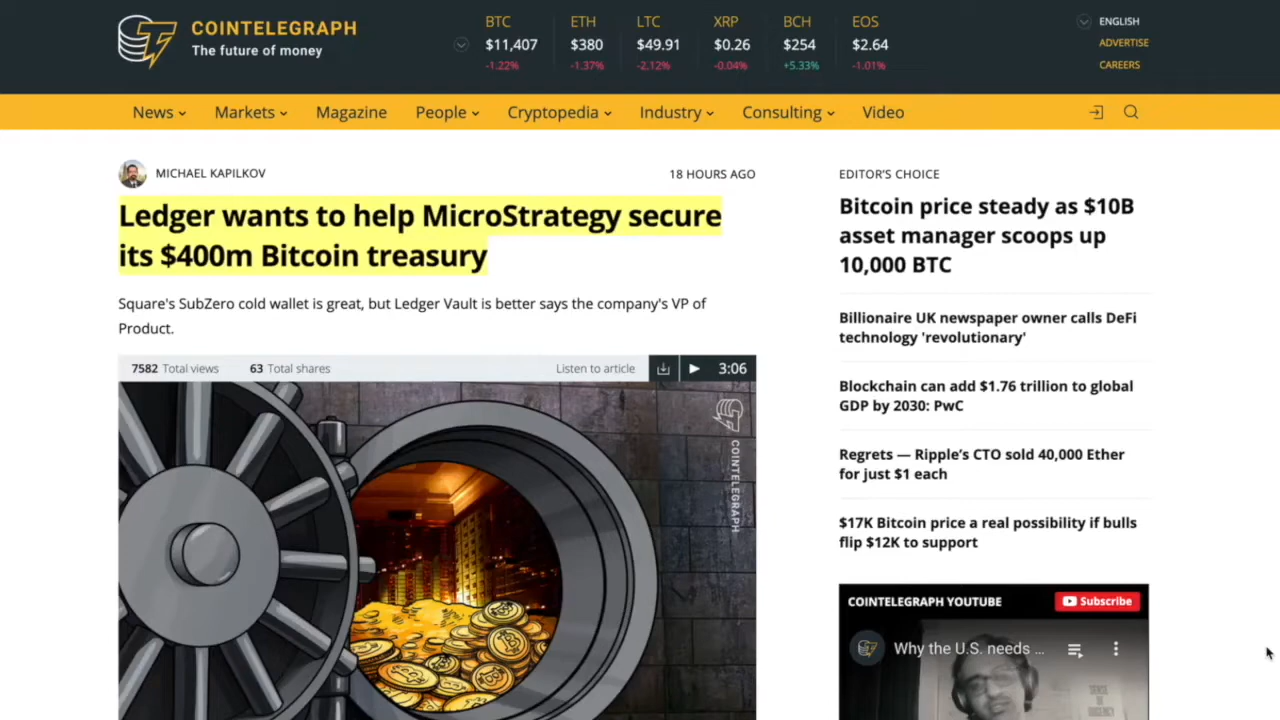 COINTELEGRAPH
The future of money
BTC
$11,407
-1.22%
ETH
$380
-1.37%
LTC
$49.91
-2.12%
XRP
$0.26
-0.04%
BCH
$254
+5.33%
EOS
$2.64
-1.01%
ENGLISH
ADVERTISE
CAREERS
News
Markets
Magazine
People
Cryptopedia
Industry
Consulting
Video
MICHAEL KAPILKOV
18 HOURS AGO
Ledger wants to help MicroStrategy secure
its $400m Bitcoin treasury
Square's SubZero cold wallet is great, but Ledger Vault is better says the company's VP of
Product.
7582 Total views
63 Total shares
Listen to article
3:06
COINTELEGRAPH
EDITOR'S CHOICE
Bitcoin price steady as $10B
asset manager scoops up
10,000 BTC
Billionaire UK newspaper owner calls DeFi
technology 'revolutionary'
Blockchain can add $1.76 trillion to global
GDP by 2030: PwC
Regrets — Ripple's CTO sold 40,000 Ether
for just $1 each
$17K Bitcoin price a real possibility if bulls
flip $12K to support
COINTELEGRAPH YOUTUBE
Subscribe
Why the U.S. needs ...